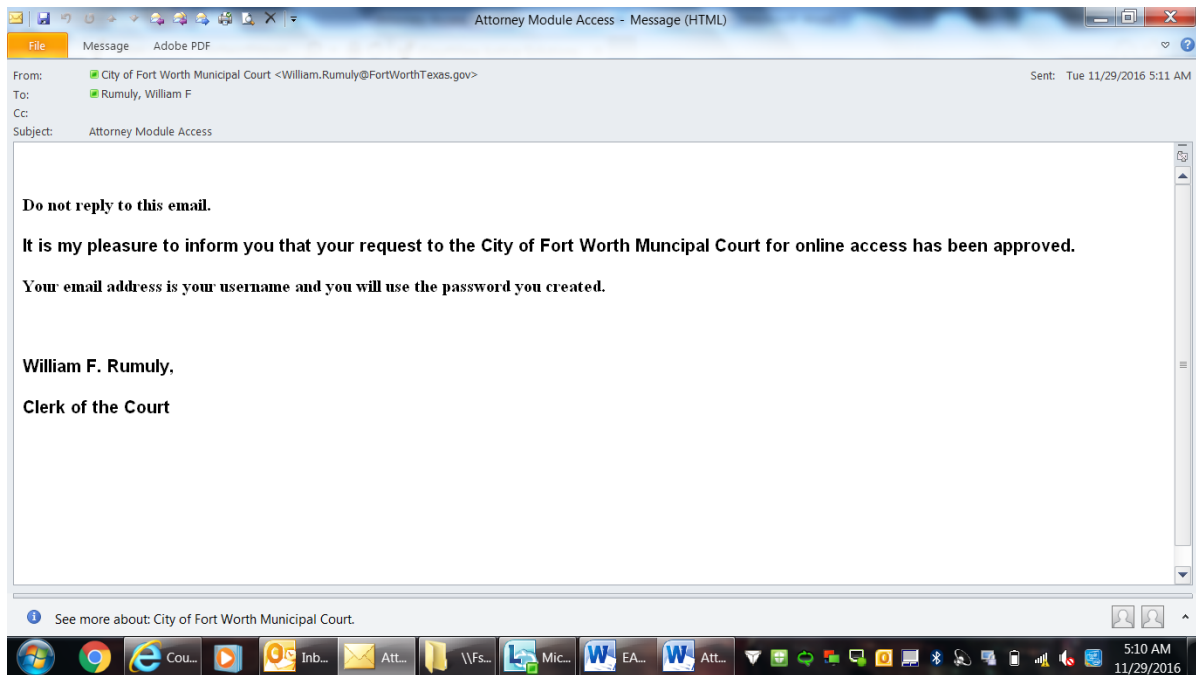 Attorney Module Access - Message (HTML)
File Message Adobe PDF
From: City of Fort Worth Municipal Court <William.Rumuly@FortWorthTexas.gov> Sent: Tue 11/29/2016 5:11 AM
To: Rumuly, William F
Cc:
Subject: Attorney Module Access
Do not reply to this email.
It is my pleasure to inform you that your request to the City of Fort Worth Muncipal Court for online access has been approved.
Your email address is your username and you will use the password you created.
William F. Rumuly,
Clerk of the Court
See more about: City of Fort Worth Municipal Court.
Cou... Inb... Att... \\Fs... Mic... EA... Att... 5:10 AM
11/29/2016